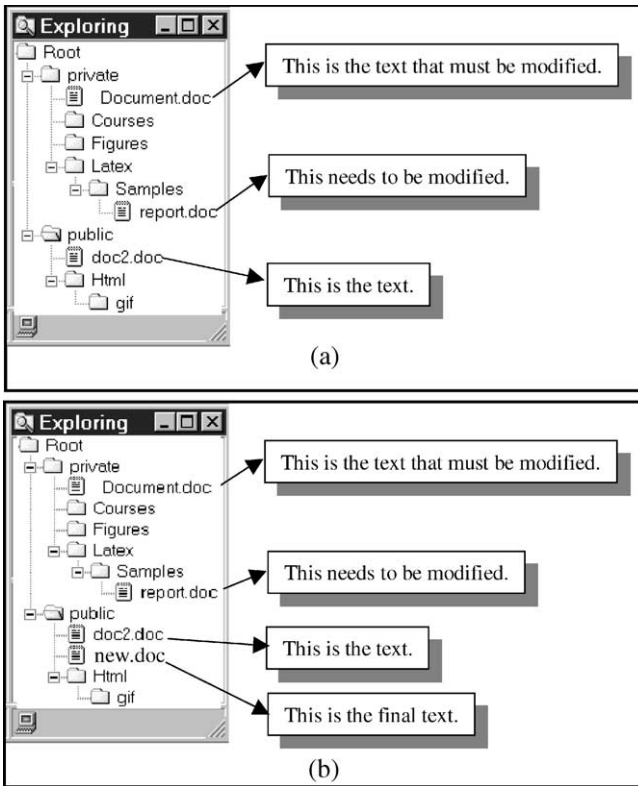 Exploring
Root
private
Document.doc
This is the text that must be modified.
Courses
Figures
Latex
Samples
This needs to be modified.
report.doc
public
doc2.doc
This is the text.
Html
gif
(a)
Exploring
Root
private
Document.doc
This is the text that must be modified.
Courses
Figures
Latex
Samples
This needs to be modified.
report.doc
public
doc2.doc
This is the text.
new.doc
Html
gif
This is the final text.
(b)